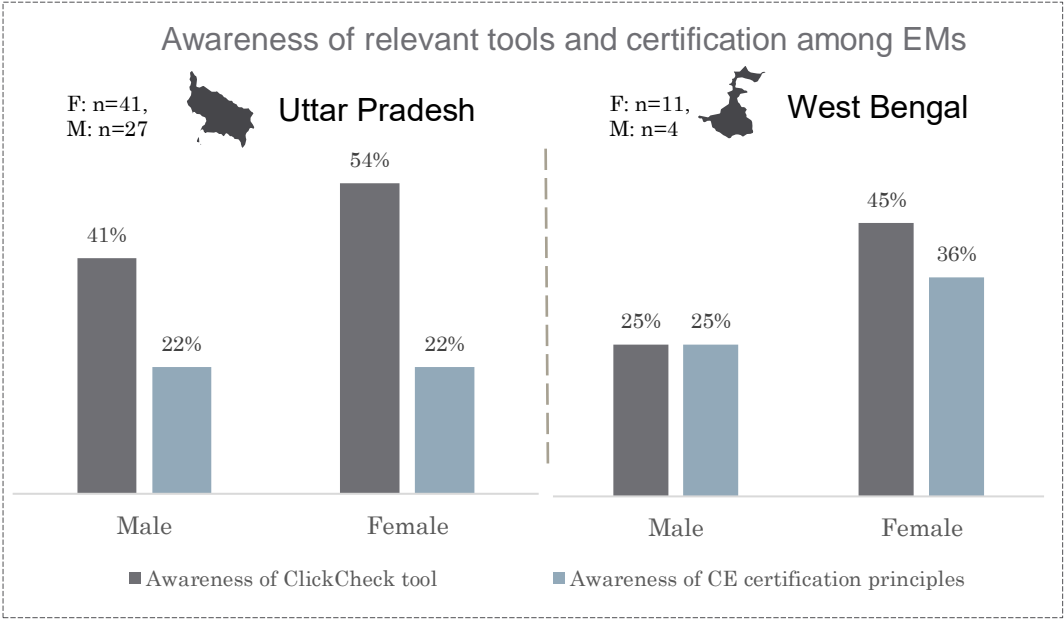 Awareness of relevant tools and certification among EMs
F: n=41,
M: n=27
Uttar Pradesh
F: n=11,
M: n=4
West Bengal
41%
22%
54%
22%
25%
25%
45%
36%
Male
Female
Male
Female
Awareness of ClickCheck tool
Awareness of CE certification principles